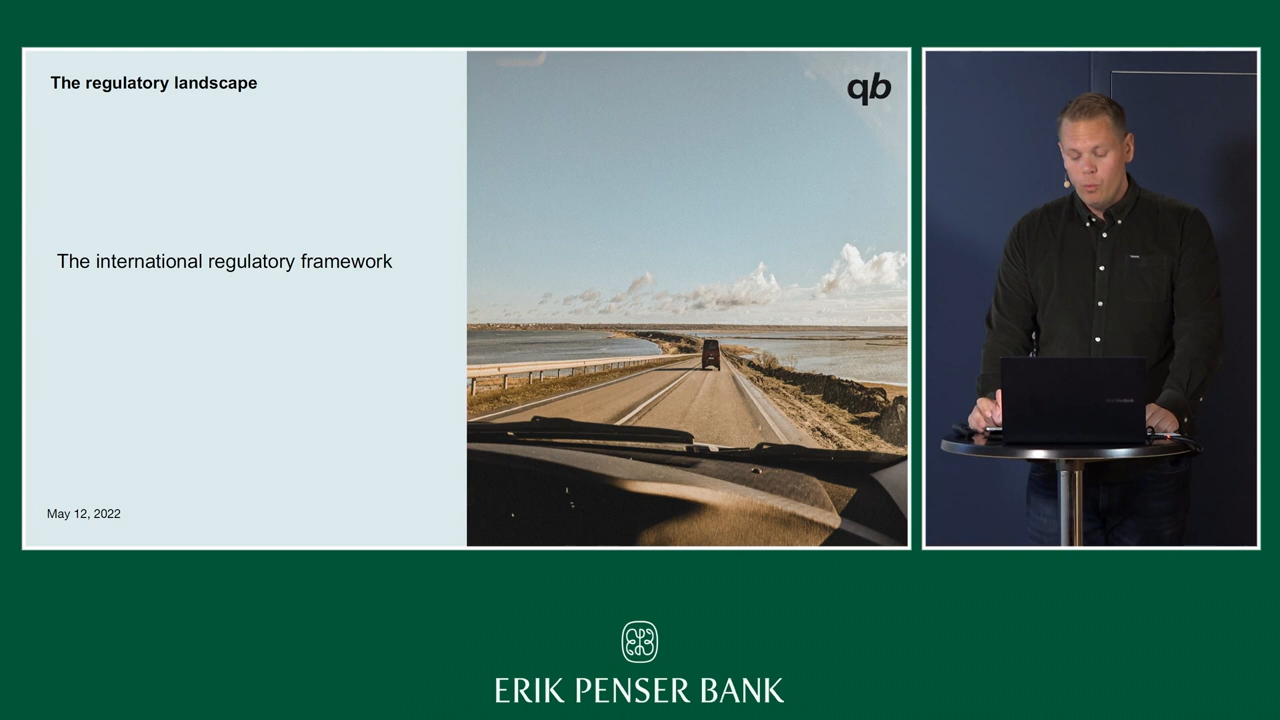 The regulatory landscape
qb
The international regulatory framework
May 12, 2022
ERIK PENSER BANK